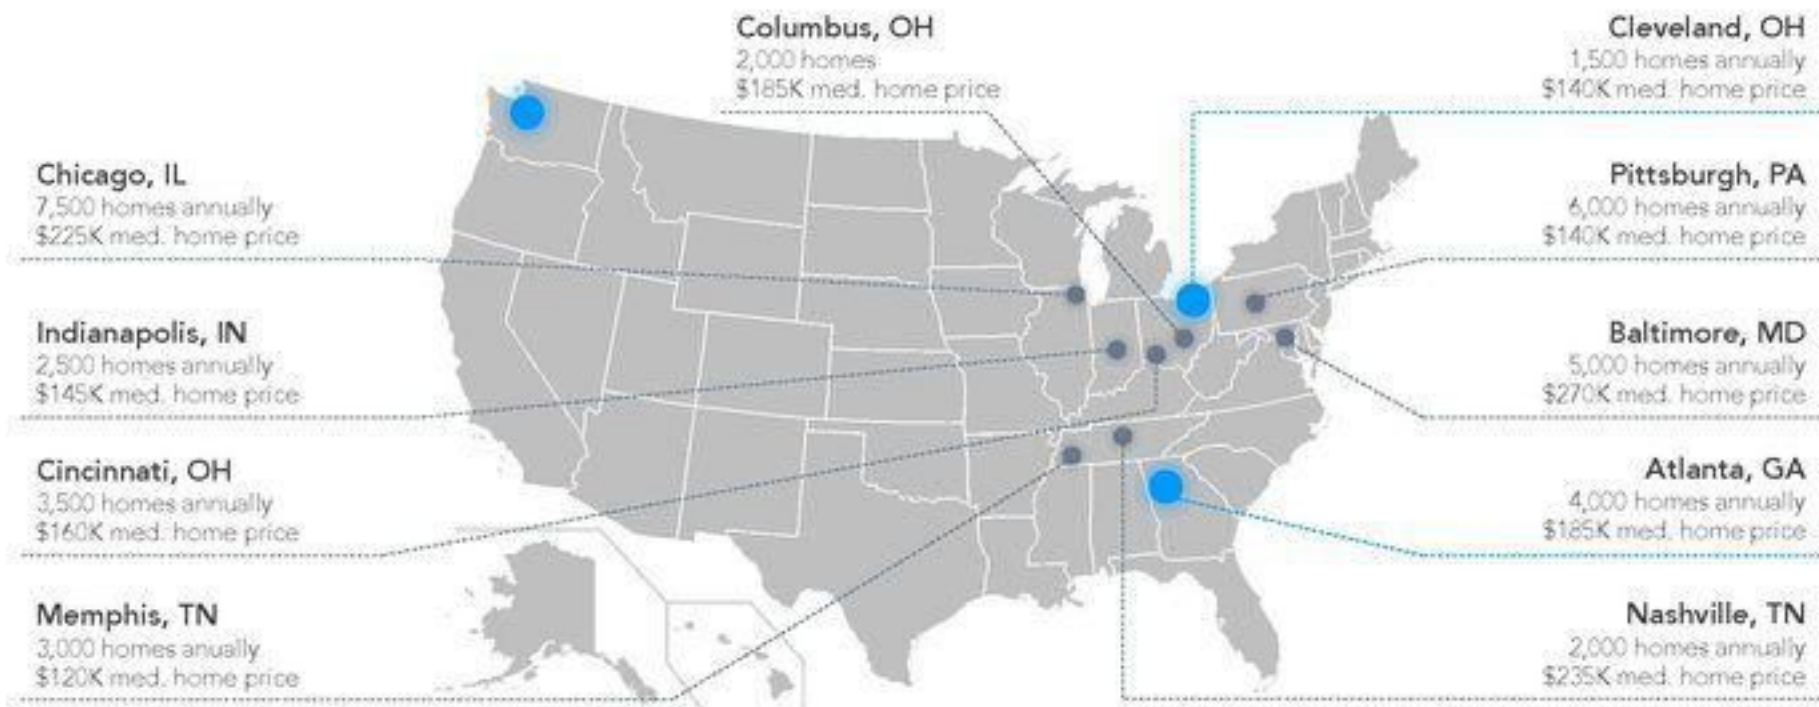 Columbus, OH
2,000 homes
$185K med. home price
Cleveland, OH
1,500 homes annually
$140K med. home price
Chicago, IL
7,500 homes annually
$225K med. home price
Pittsburgh, PA
6,000 homes annually
$140K med. home price
Indianapolis, IN
2,500 homes annually
$145K med. home price
Baltimore, MD
5,000 homes annually
$270K med. home price
Cincinnati, OH
3,500 homes annually
$160K med. home price
Atlanta, GA
4,000 homes annually
$185K med. home price
Memphis, TN
3,000 homes anually
$120K med. home price
Nashville, TN
2,000 homes annually
$235K med. home price